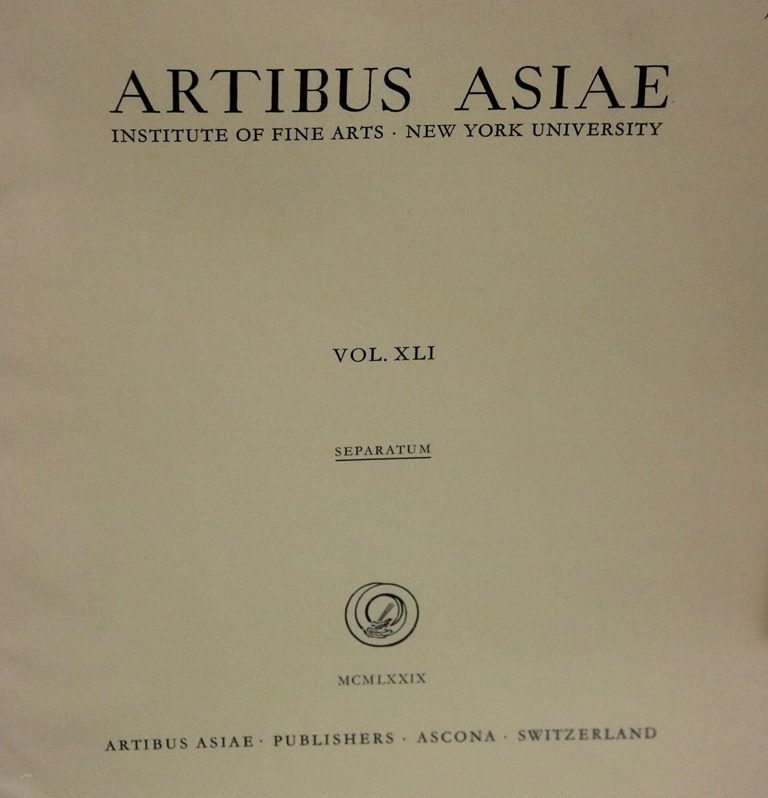 ARTIBUS ASIAE
INSTITUTE OF FINE ARTS · NEW YORK UNIVERSITY
VOL. XLI
SEPARATUM
MCMLXXIX
ARTIBUS ASIAE · PUBLISHERS · ASCONA · SWITZERLAND